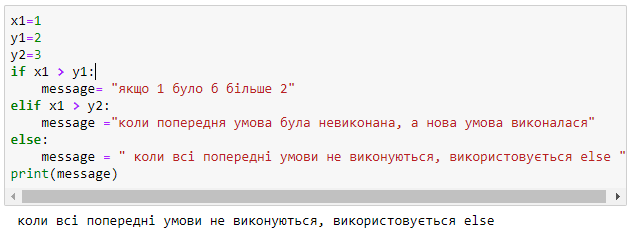 x1=1
y1=2
y2=3
if x1 > y1:
    message= "якщо 1 було б більше 2"
elif x1 > y2:
    message ="коли попередня умова була невиконана, а нова умова виконалася"
else:
    message = " коли всі попередні умови не виконуються, використовується else "
print(message)
коли всі попередні умови не виконуються, використовується else